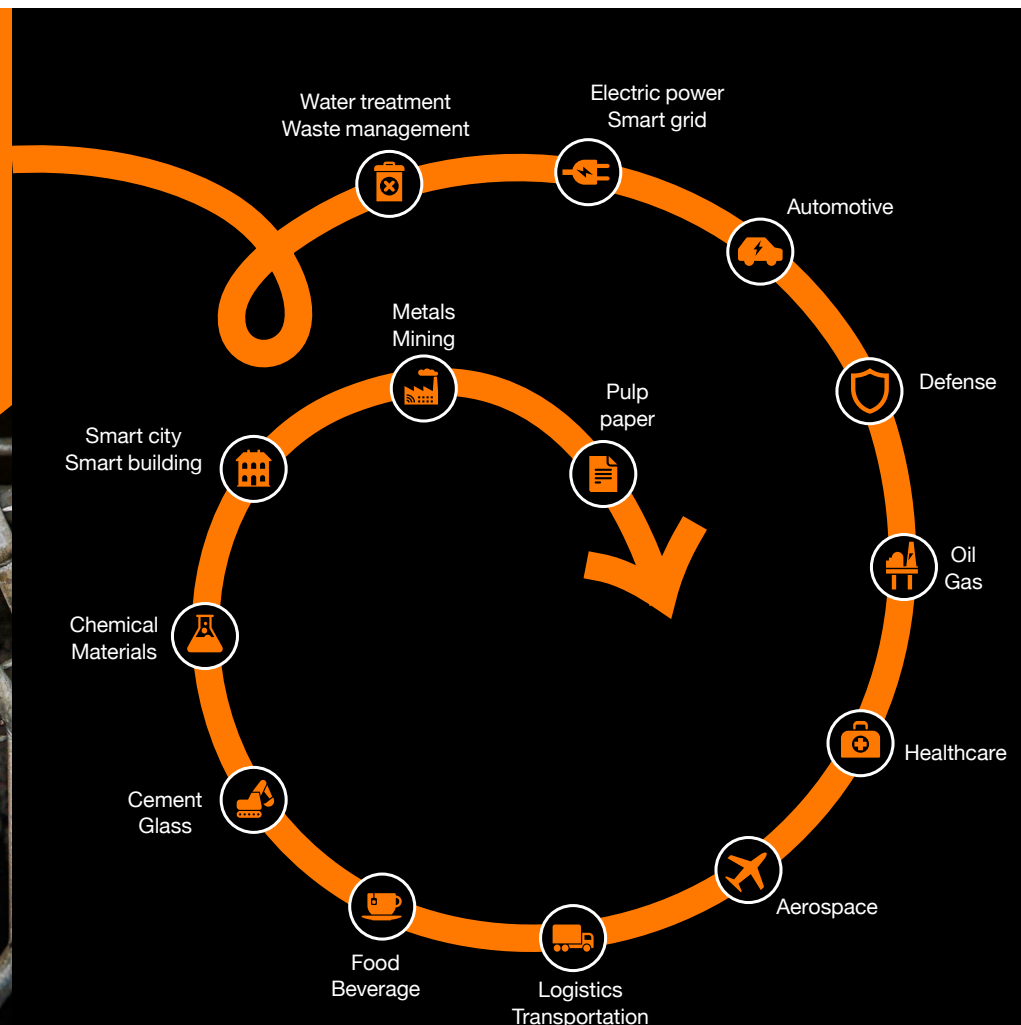 Water treatment
Waste management
Electric power
Smart grid
Automotive
Defense
Oil
Gas
Healthcare
Aerospace
Logistics
Transportation
Food
Beverage
Cement
Glass
Chemical
Materials
Smart city
Smart building
Metals
Mining
Pulp
paper